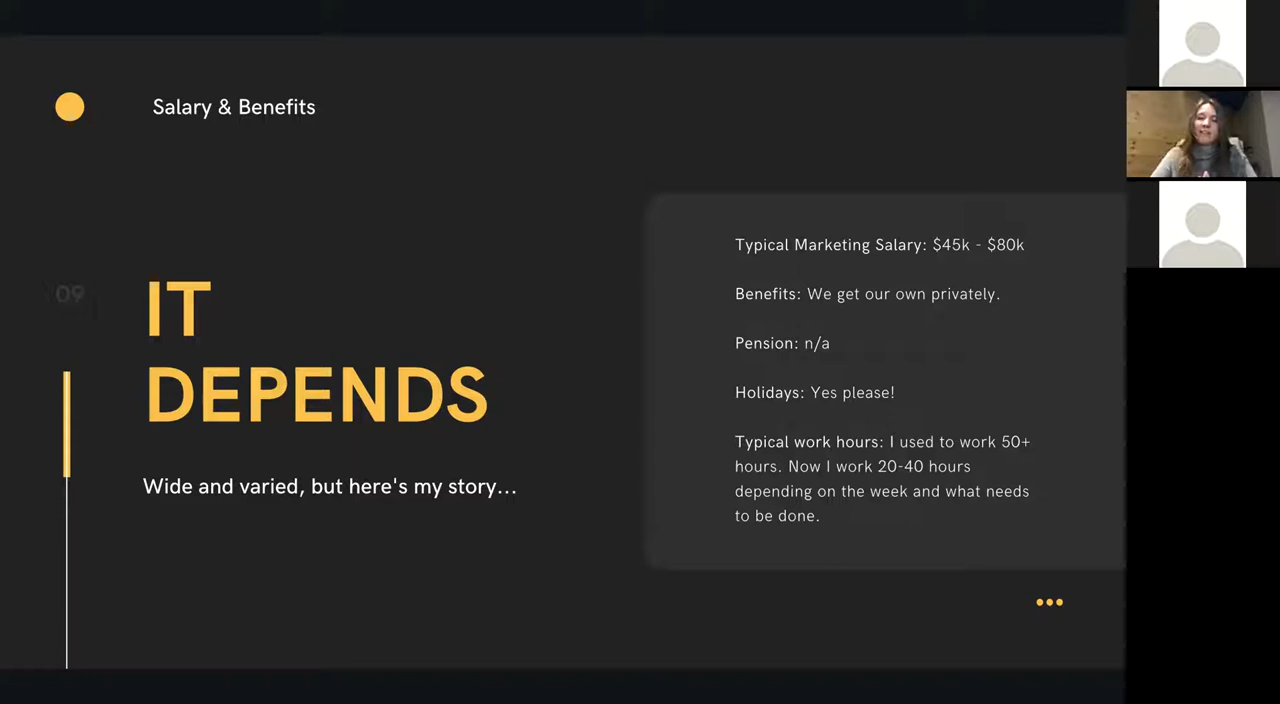 Salary & Benefits
09
IT
DEPENDS
Wide and varied, but here's my story...
Typical Marketing Salary: $45k - $80k
Benefits: We get our own privately.
Pension: n/a
Holidays: Yes please!
Typical work hours: I used to work 50+
hours. Now I work 20-40 hours
depending on the week and what needs
to be done.